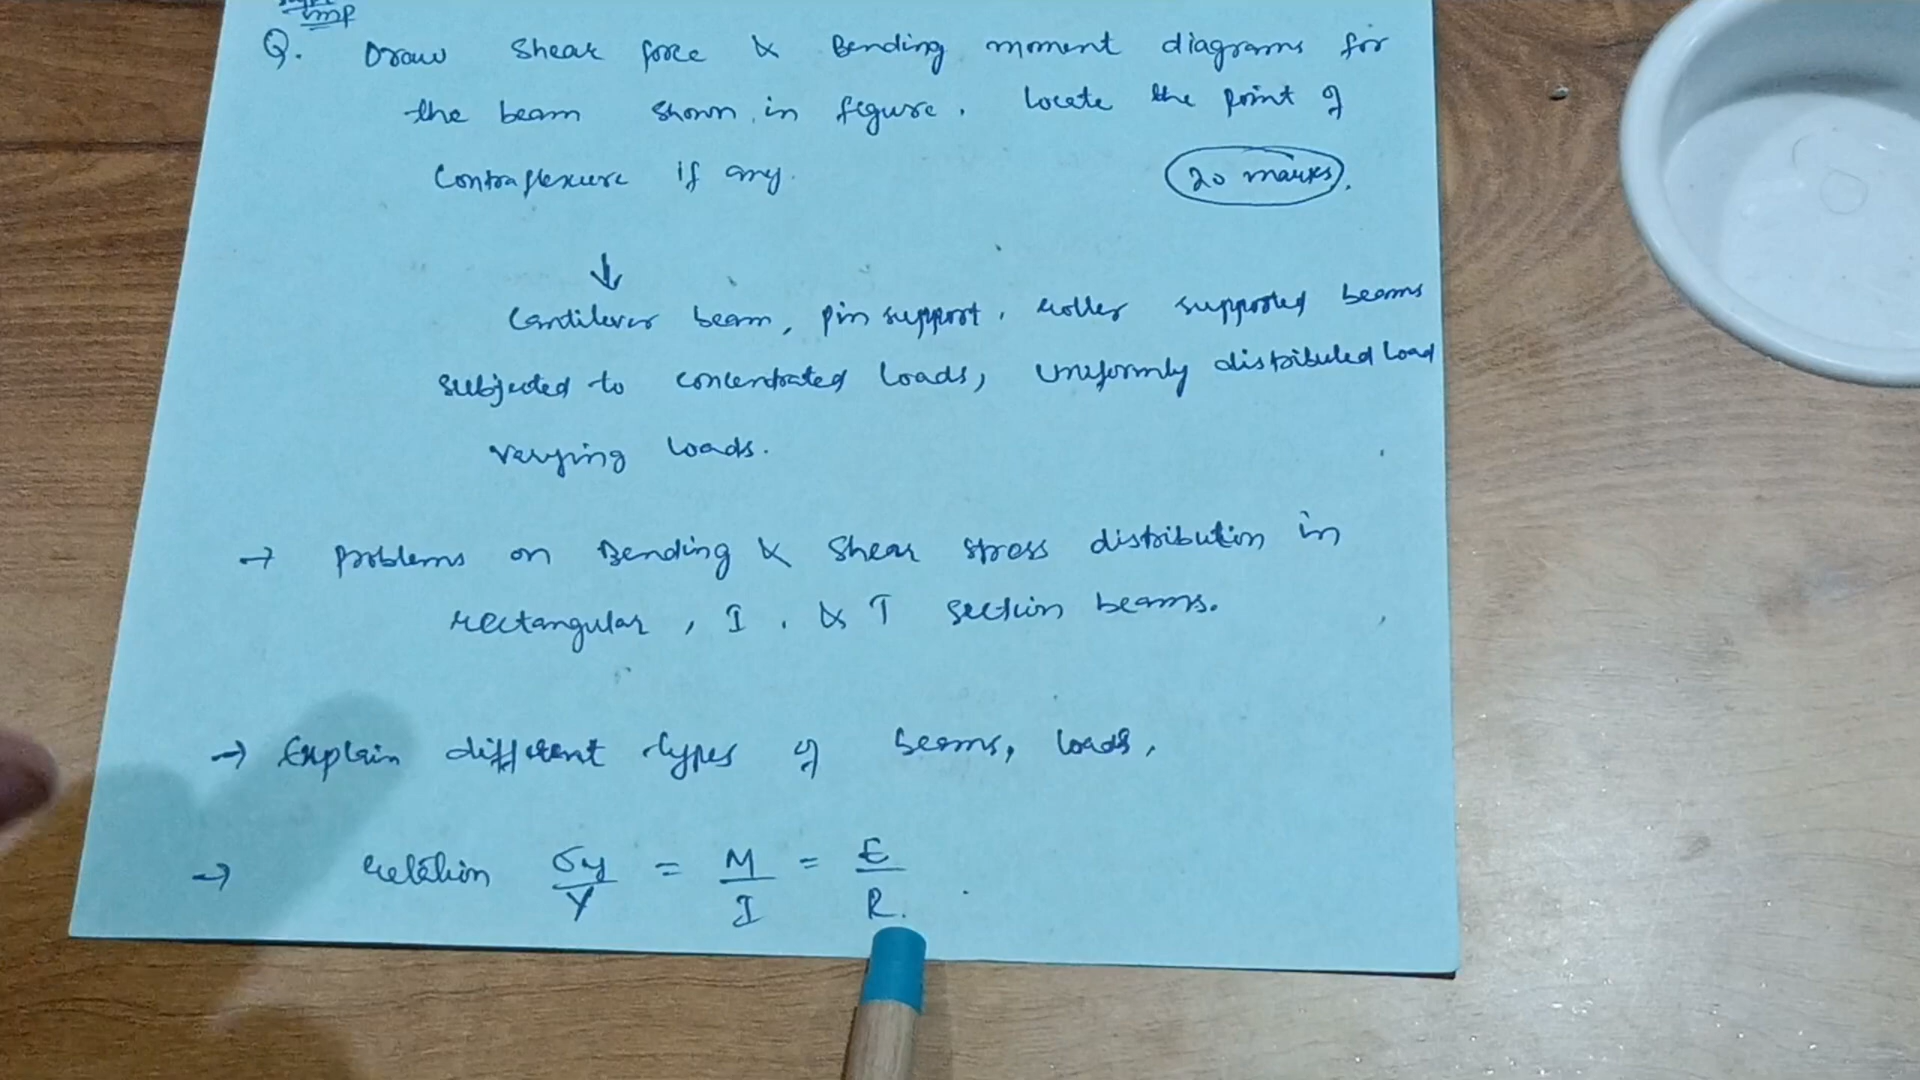 Imp
Q. Draw Shear force & Bending moment diagrams for
the beam shown in figure. Locate the point of
Contraflexure if any.
20 marks.
Cantilever beam, pin support, roller supported beams
subjected to concentrated loads, uniformly distributed load
varying loads.
→ problems on Bending & Shear stress distribution in
rectangular, I, & T section beams.
→ Explain different types of beams, loads,
→ relation σy/Y = M/I = E/R.